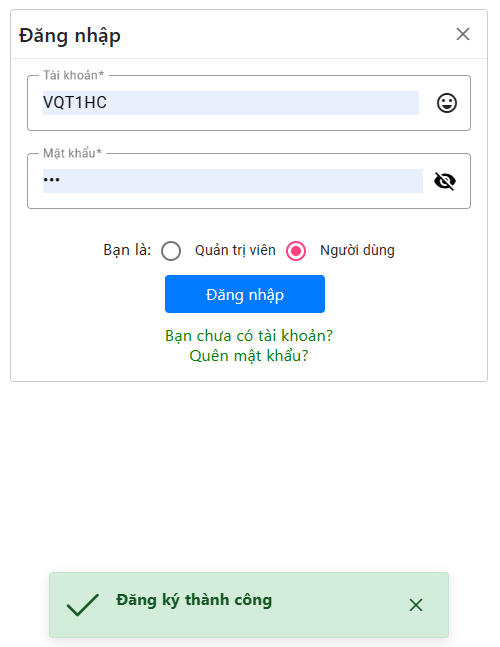 Đăng nhập
Tài khoản*
VQT1HC
Mật khẩu*
•••
Bạn là: Quản trị viên Người dùng
Đăng nhập
Bạn chưa có tài khoản?
Quên mật khẩu?
Đăng ký thành công